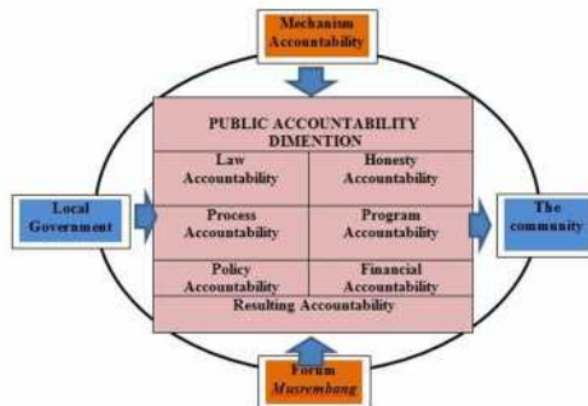 Mechanism
Accountability
PUBLIC ACCOUNTABILITY
DIMENTION
Law
Accountability
Honesty
Accountability
Local
Government
Process
Accountability
Program
Accountability
The
community
Policy
Accountability
Financial
Accountability
Resulting Accountability
Forum
Musrembang